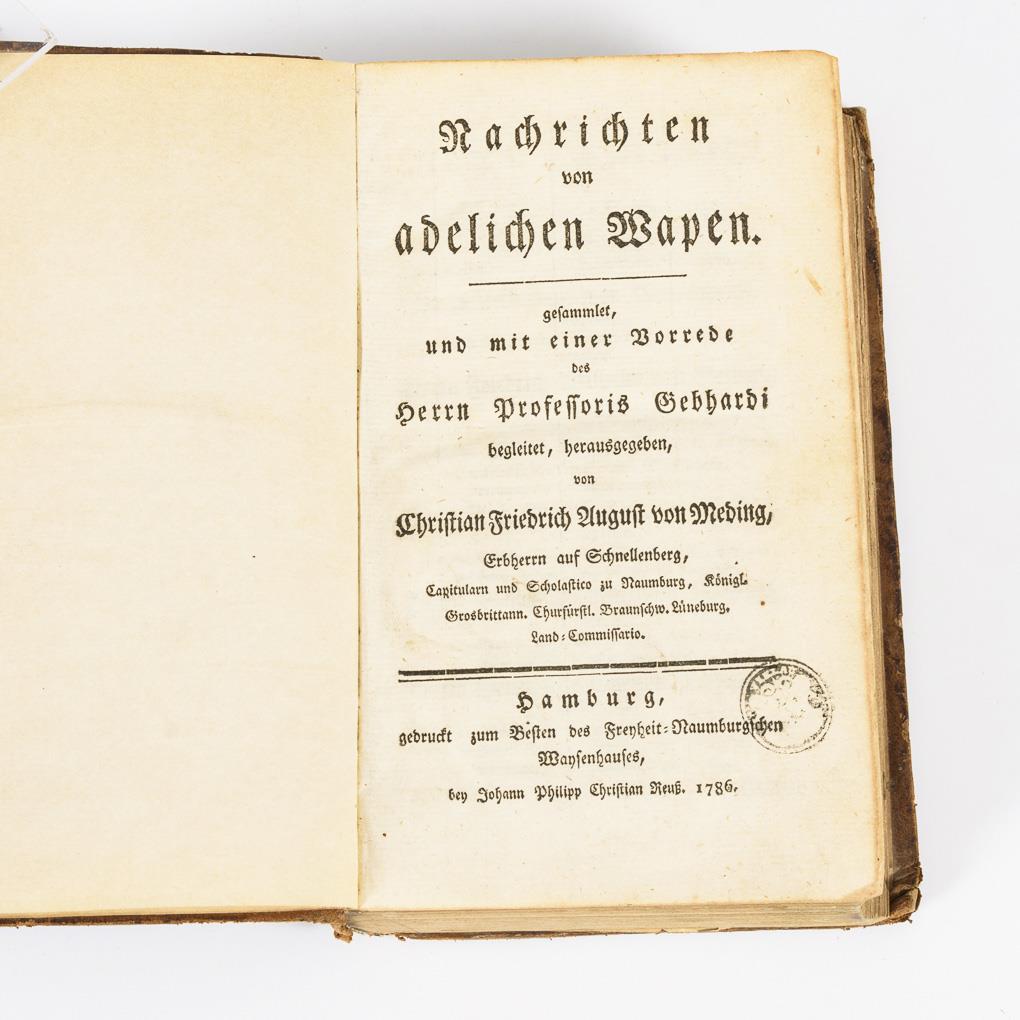 Nachrichten
von
adelichen Wapen.
gesammlet,
und mit einer Vorrede
des
Herrn Professoris Gebhardi
begleitet, herausgegeben,
von
Christian Friedrich August von Meding,
Erbherrn auf Schnellenberg,
Capitularn und Scholastico zu Naumburg, Königl.
Grosbrittann. Churfürstl. Braunschw. Lüneburg.
Land-Commissario.
Hamburg,
gedruckt zum Besten des Freyheit-Naumburgschen
Waysenhauses,
bey Johann Philipp Christian Reuß. 1786.